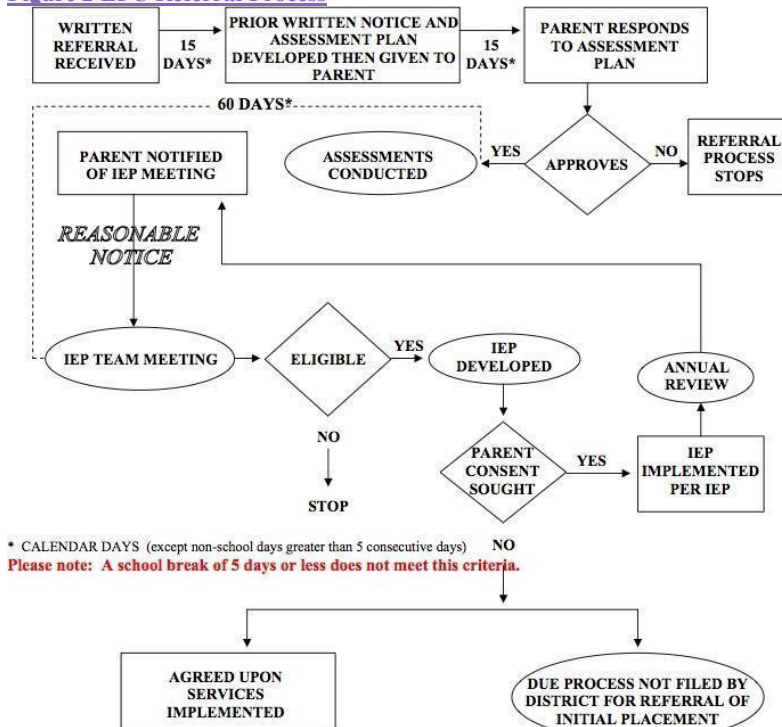 WRITTEN
REFERRAL
RECEIVED
15
DAYS*
PRIOR WRITTEN NOTICE AND
ASSESSMENT PLAN
DEVELOPED THEN GIVEN TO
PARENT
15
DAYS*
PARENT RESPONDS
TO ASSESSMENT
PLAN
60 DAYS*
PARENT NOTIFIED
OF IEP MEETING
ASSESSMENTS
CONDUCTED
YES
APPROVES
NO
REFERRAL
PROCESS
STOPS
REASONABLE
NOTICE
IEP TEAM MEETING
ELIGIBLE
YES
IEP
DEVELOPED
ANNUAL
REVIEW
NO
STOP
PARENT
CONSENT
SOUGHT
YES
IEP
IMPLEMENTED
PER IEP
* CALENDAR DAYS (except non-school days greater than 5 consecutive days)
NO
Please note: A school break of 5 days or less does not meet this criteria.
AGREED UPON
SERVICES
IMPLEMENTED
DUE PROCESS NOT FILED BY
DISTRICT FOR REFERRAL OF
INITIAL PLACEMENT